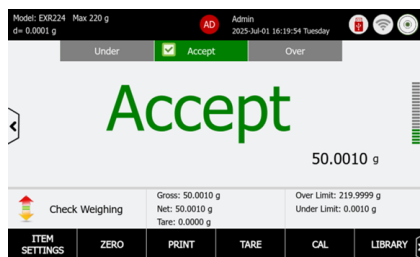 Model: EXR224 Max 220 g
d= 0.0001 g
AD
Admin
2025-Jul-01 16:19:54 Tuesday
Under
Accept
Over
Accept
50.0010 g
Check Weighing
Gross: 50.0010 g
Net: 50.0010 g
Tare: 0.0000 g
Over Limit: 219.9999 g
Under Limit: 0.0010 g
ITEM SETTINGS
ZERO
PRINT
TARE
CAL
LIBRARY